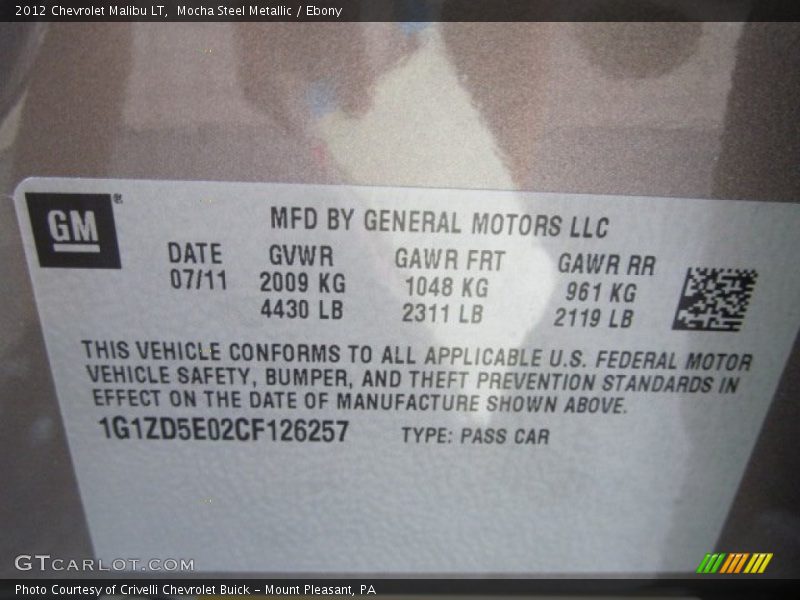 2012 Chevrolet Malibu LT,  Mocha Steel Metallic / Ebony
GM®
MFD BY GENERAL MOTORS LLC
DATE GVWR GAWR FRT GAWR RR
07/11 2009 KG 1048 KG 961 KG
4430 LB 2311 LB 2119 LB
THIS VEHICLE CONFORMS TO ALL APPLICABLE U.S. FEDERAL MOTOR
VEHICLE SAFETY, BUMPER, AND THEFT PREVENTION STANDARDS IN
EFFECT ON THE DATE OF MANUFACTURE SHOWN ABOVE.
1G1ZD5E02CF126257 TYPE: PASS CAR
GTCARLOT.COM
Photo Courtesy of Crivelli Chevrolet Buick - Mount Pleasant, PA